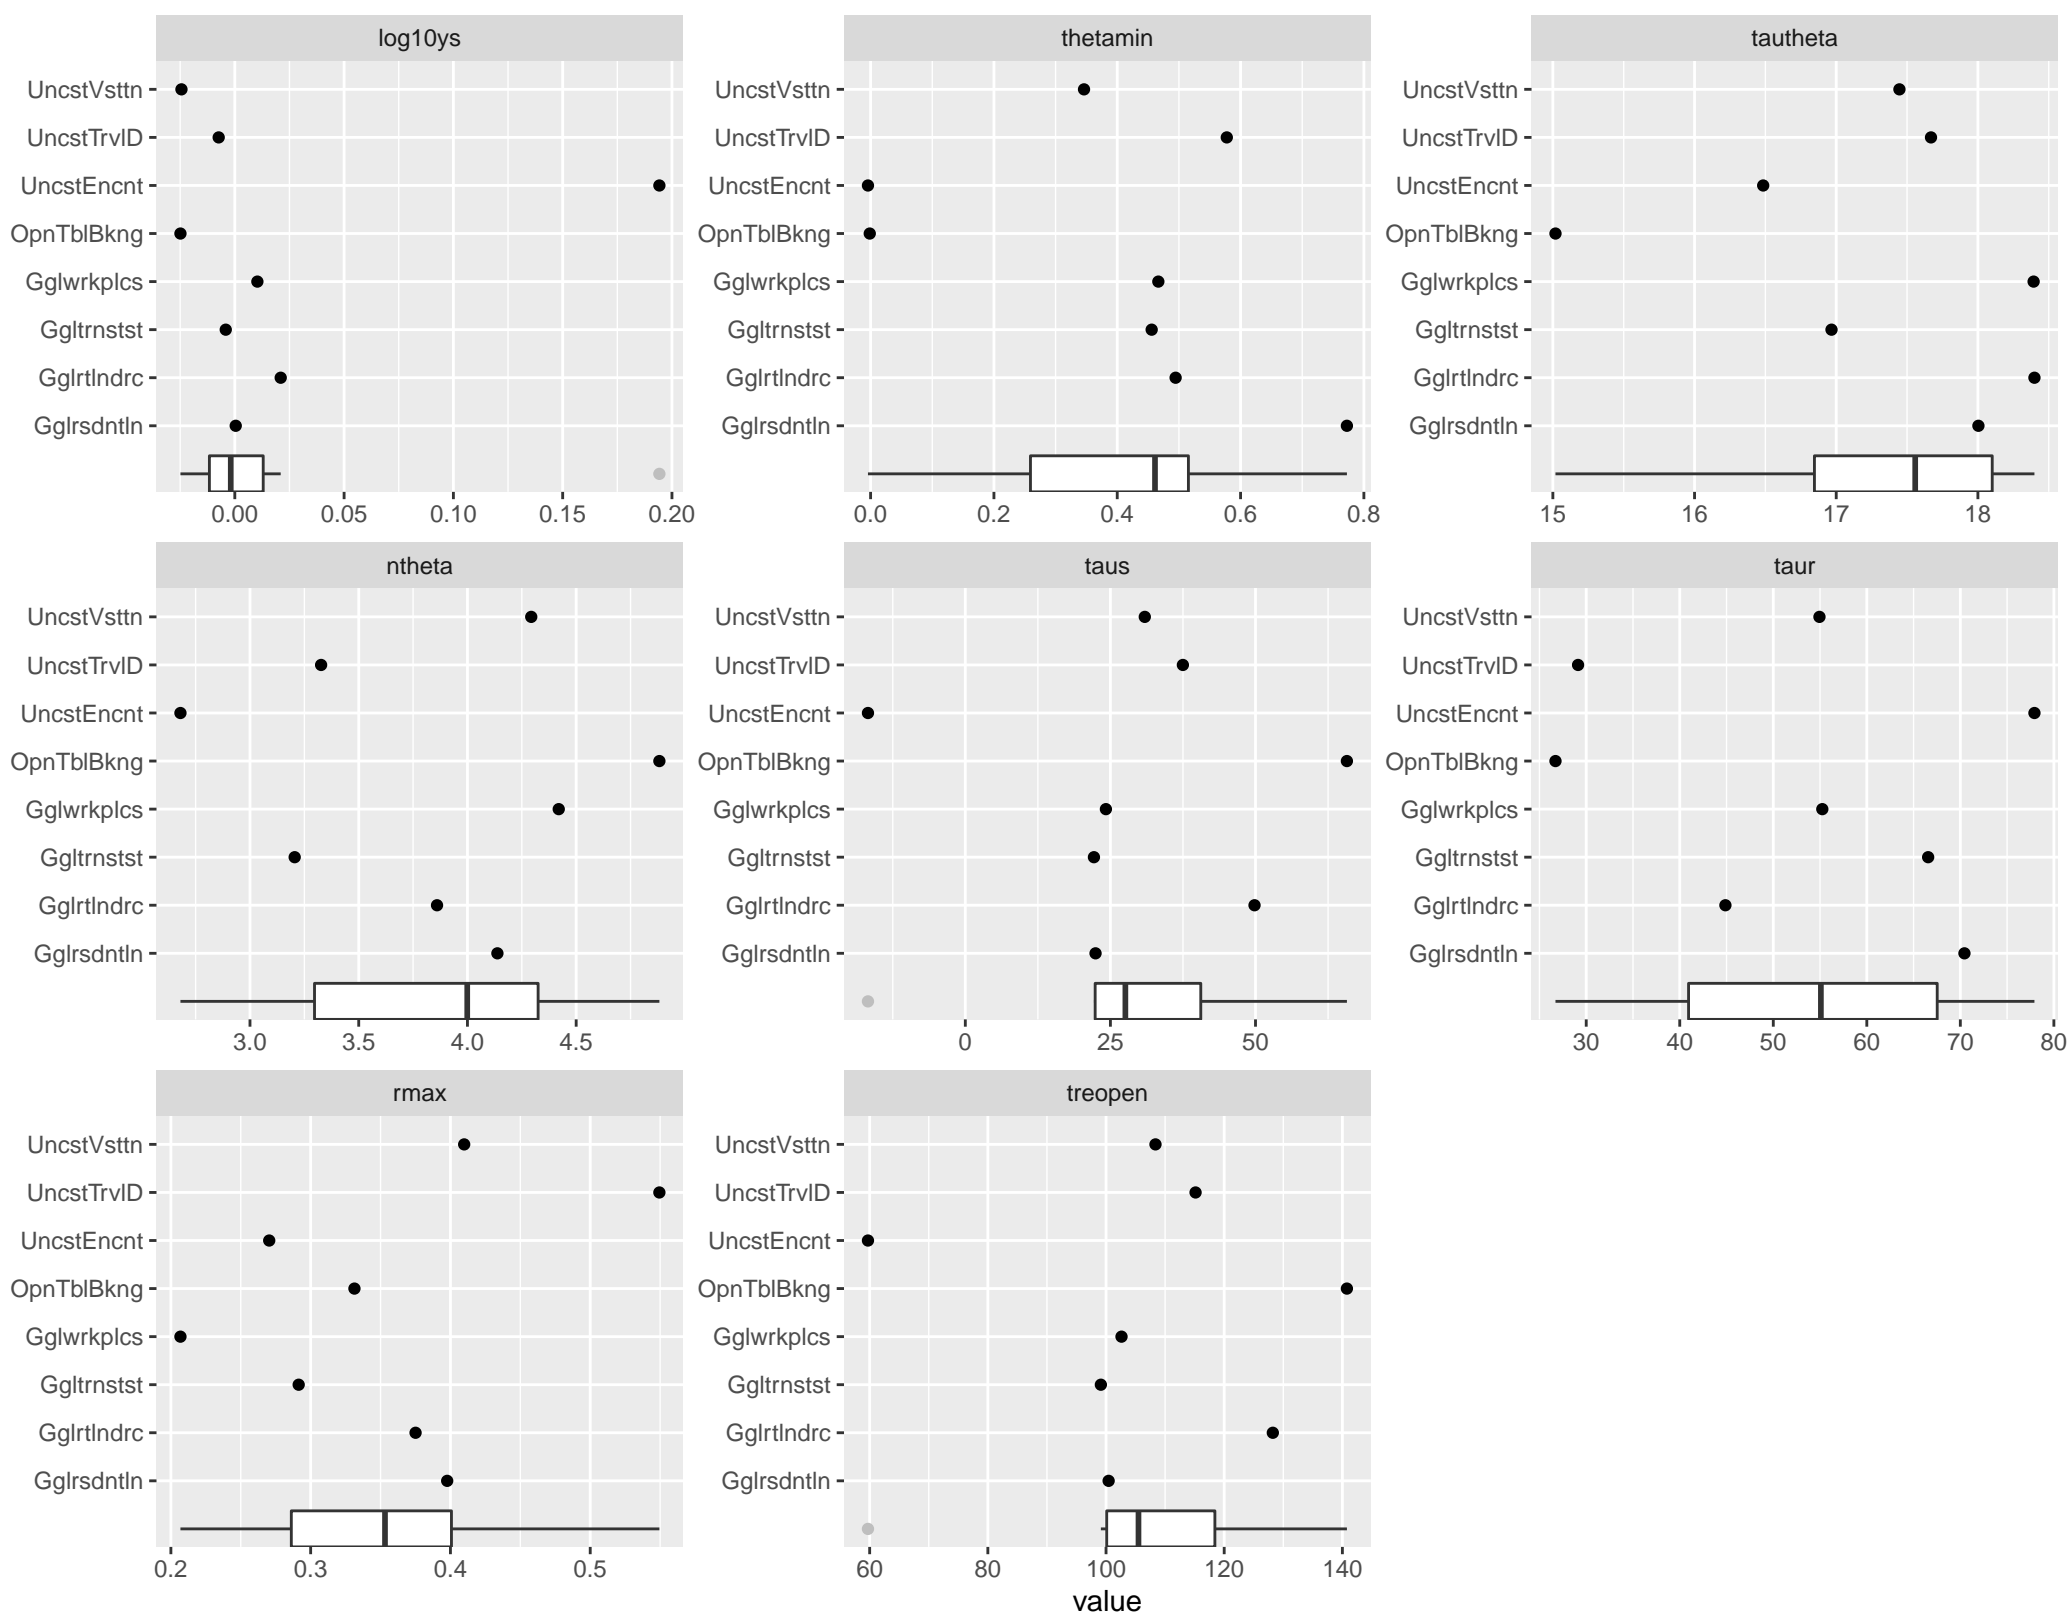 log10ys
UncstVsttn
UncstTrvlD
UncstEncnt
OpnTblBkng
Gglwrkplcs
Ggltrnstst
Gglrtlndrc
Gglrsdntln
0.00 0.05 0.10 0.15 0.20
thetamin
UncstVsttn
UncstTrvlD
UncstEncnt
OpnTblBkng
Gglwrkplcs
Ggltrnstst
Gglrtlndrc
Gglrsdntln
0.0 0.2 0.4 0.6 0.8
tautheta
UncstVsttn
UncstTrvlD
UncstEncnt
OpnTblBkng
Gglwrkplcs
Ggltrnstst
Gglrtlndrc
Gglrsdntln
15 16 17 18
ntheta
UncstVsttn
UncstTrvlD
UncstEncnt
OpnTblBkng
Gglwrkplcs
Ggltrnstst
Gglrtlndrc
Gglrsdntln
3.0 3.5 4.0 4.5
taus
UncstVsttn
UncstTrvlD
UncstEncnt
OpnTblBkng
Gglwrkplcs
Ggltrnstst
Gglrtlndrc
Gglrsdntln
0 25 50
taur
UncstVsttn
UncstTrvlD
UncstEncnt
OpnTblBkng
Gglwrkplcs
Ggltrnstst
Gglrtlndrc
Gglrsdntln
30 40 50 60 70 80
rmax
UncstVsttn
UncstTrvlD
UncstEncnt
OpnTblBkng
Gglwrkplcs
Ggltrnstst
Gglrtlndrc
Gglrsdntln
0.2 0.3 0.4 0.5
treopen
UncstVsttn
UncstTrvlD
UncstEncnt
OpnTblBkng
Gglwrkplcs
Ggltrnstst
Gglrtlndrc
Gglrsdntln
60 80 100 120 140
value